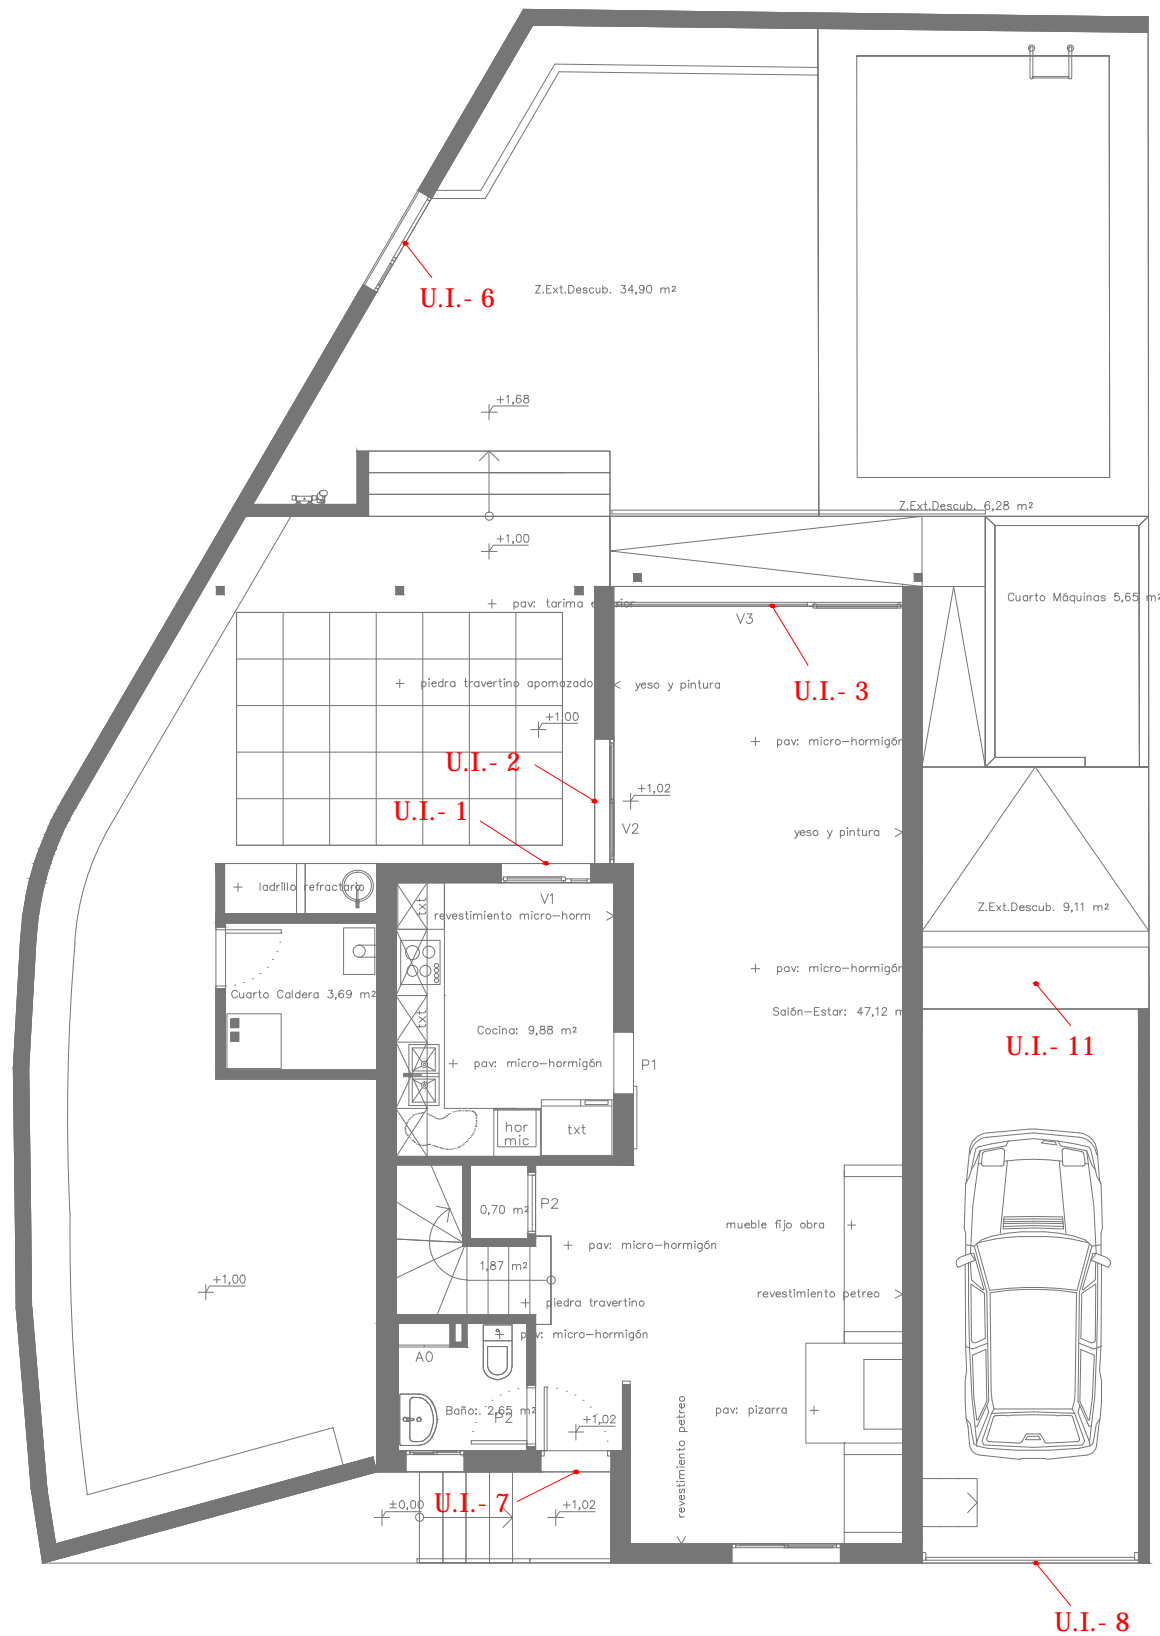 U.I.- 6
Z.Ext.Descub. 34,90 m²
+1,68
Z.Ext.Descub. 6,28 m²
+1,00
Cuarto Máquinas 5,65 m²
pav: tarima exterior
V3
piedra travertino apomazado
yeso y pintura
U.I.- 3
+1,00
pav: micro-hormigón
U.I.- 2
+1,02
U.I.- 1
V2
yeso y pintura
ladrillo refractario
V1
txt
revestimiento micro-horm
Z.Ext.Descub. 9,11 m²
pav: micro-hormigón
Cuarto Caldera 3,69 m²
Salón-Estar: 47,12 m
txt
Cocina: 9,88 m²
U.I.- 11
pav: micro-hormigón
P1
hor
mic
txt
0,70 m²
P2
mueble fijo obra
pav: micro-hormigón
1,87 m²
+1,00
piedra travertino
revestimiento petreo
pav: micro-hormigón
A0
Baño: 2,65 m²
P2
+1,02
pav: pizarra
revestimiento petreo
±0,00
U.I.- 7
+1,02
U.I.- 8